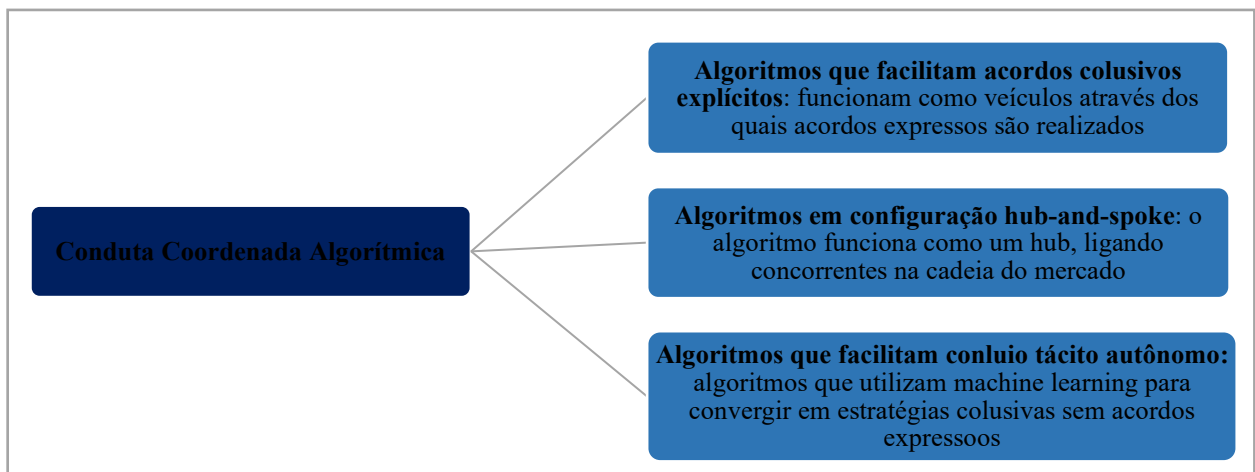 Algoritmos que facilitam acordos colusivos
explícitos: funcionam como veículos através dos
quais acordos expressos são realizados
Conduta Coordenada Algorítmica
Algoritmos em configuração hub-and-spoke: o
algoritmo funciona como um hub, ligando
concorrentes na cadeia do mercado
Algoritmos que facilitam conluio tácito autônomo:
algoritmos que utilizam machine learning para
convergir em estratégias colusivas sem acordos
expressoos